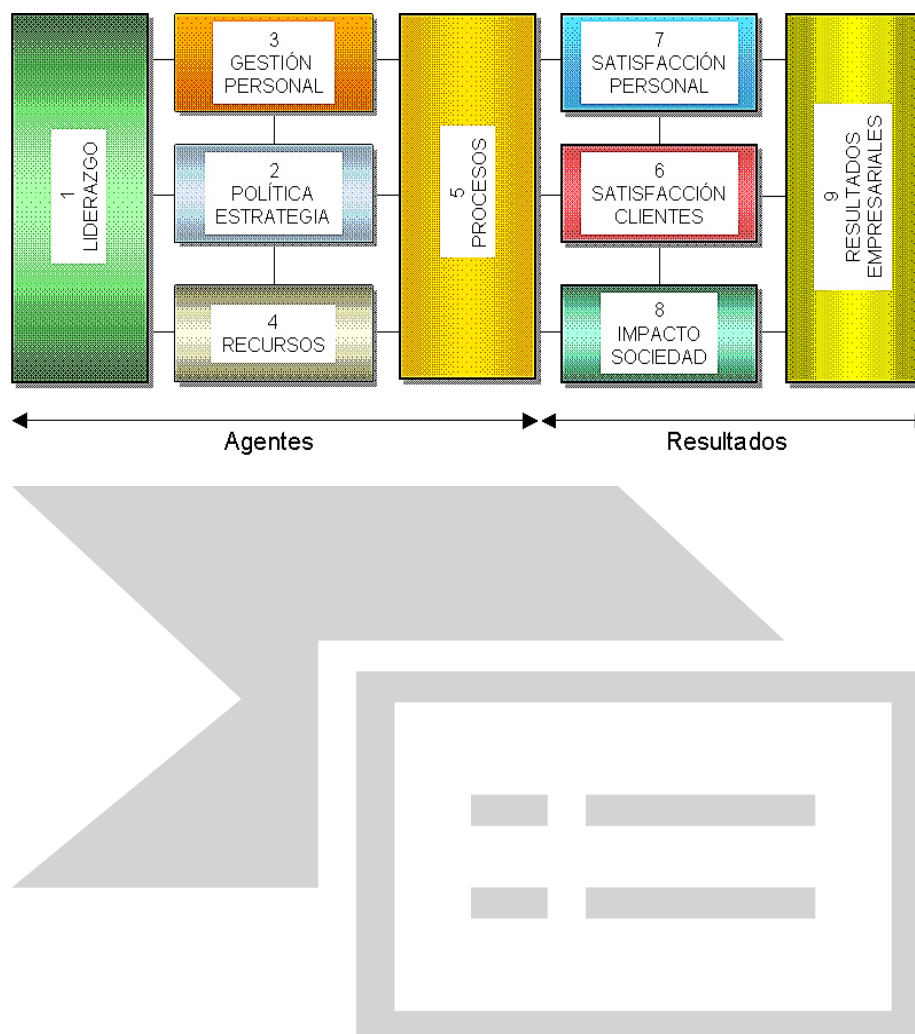 1
LIDERAZGO
3
GESTIÓN
PERSONAL
2
POLÍTICA
ESTRATEGIA
4
RECURSOS
5
PROCESOS
7
SATISFACCIÓN
PERSONAL
6
SATISFACCIÓN
CLIENTES
8
IMPACTO
SOCIEDAD
9
RESULTADOS
EMPRESARIALES
Agentes
Resultados